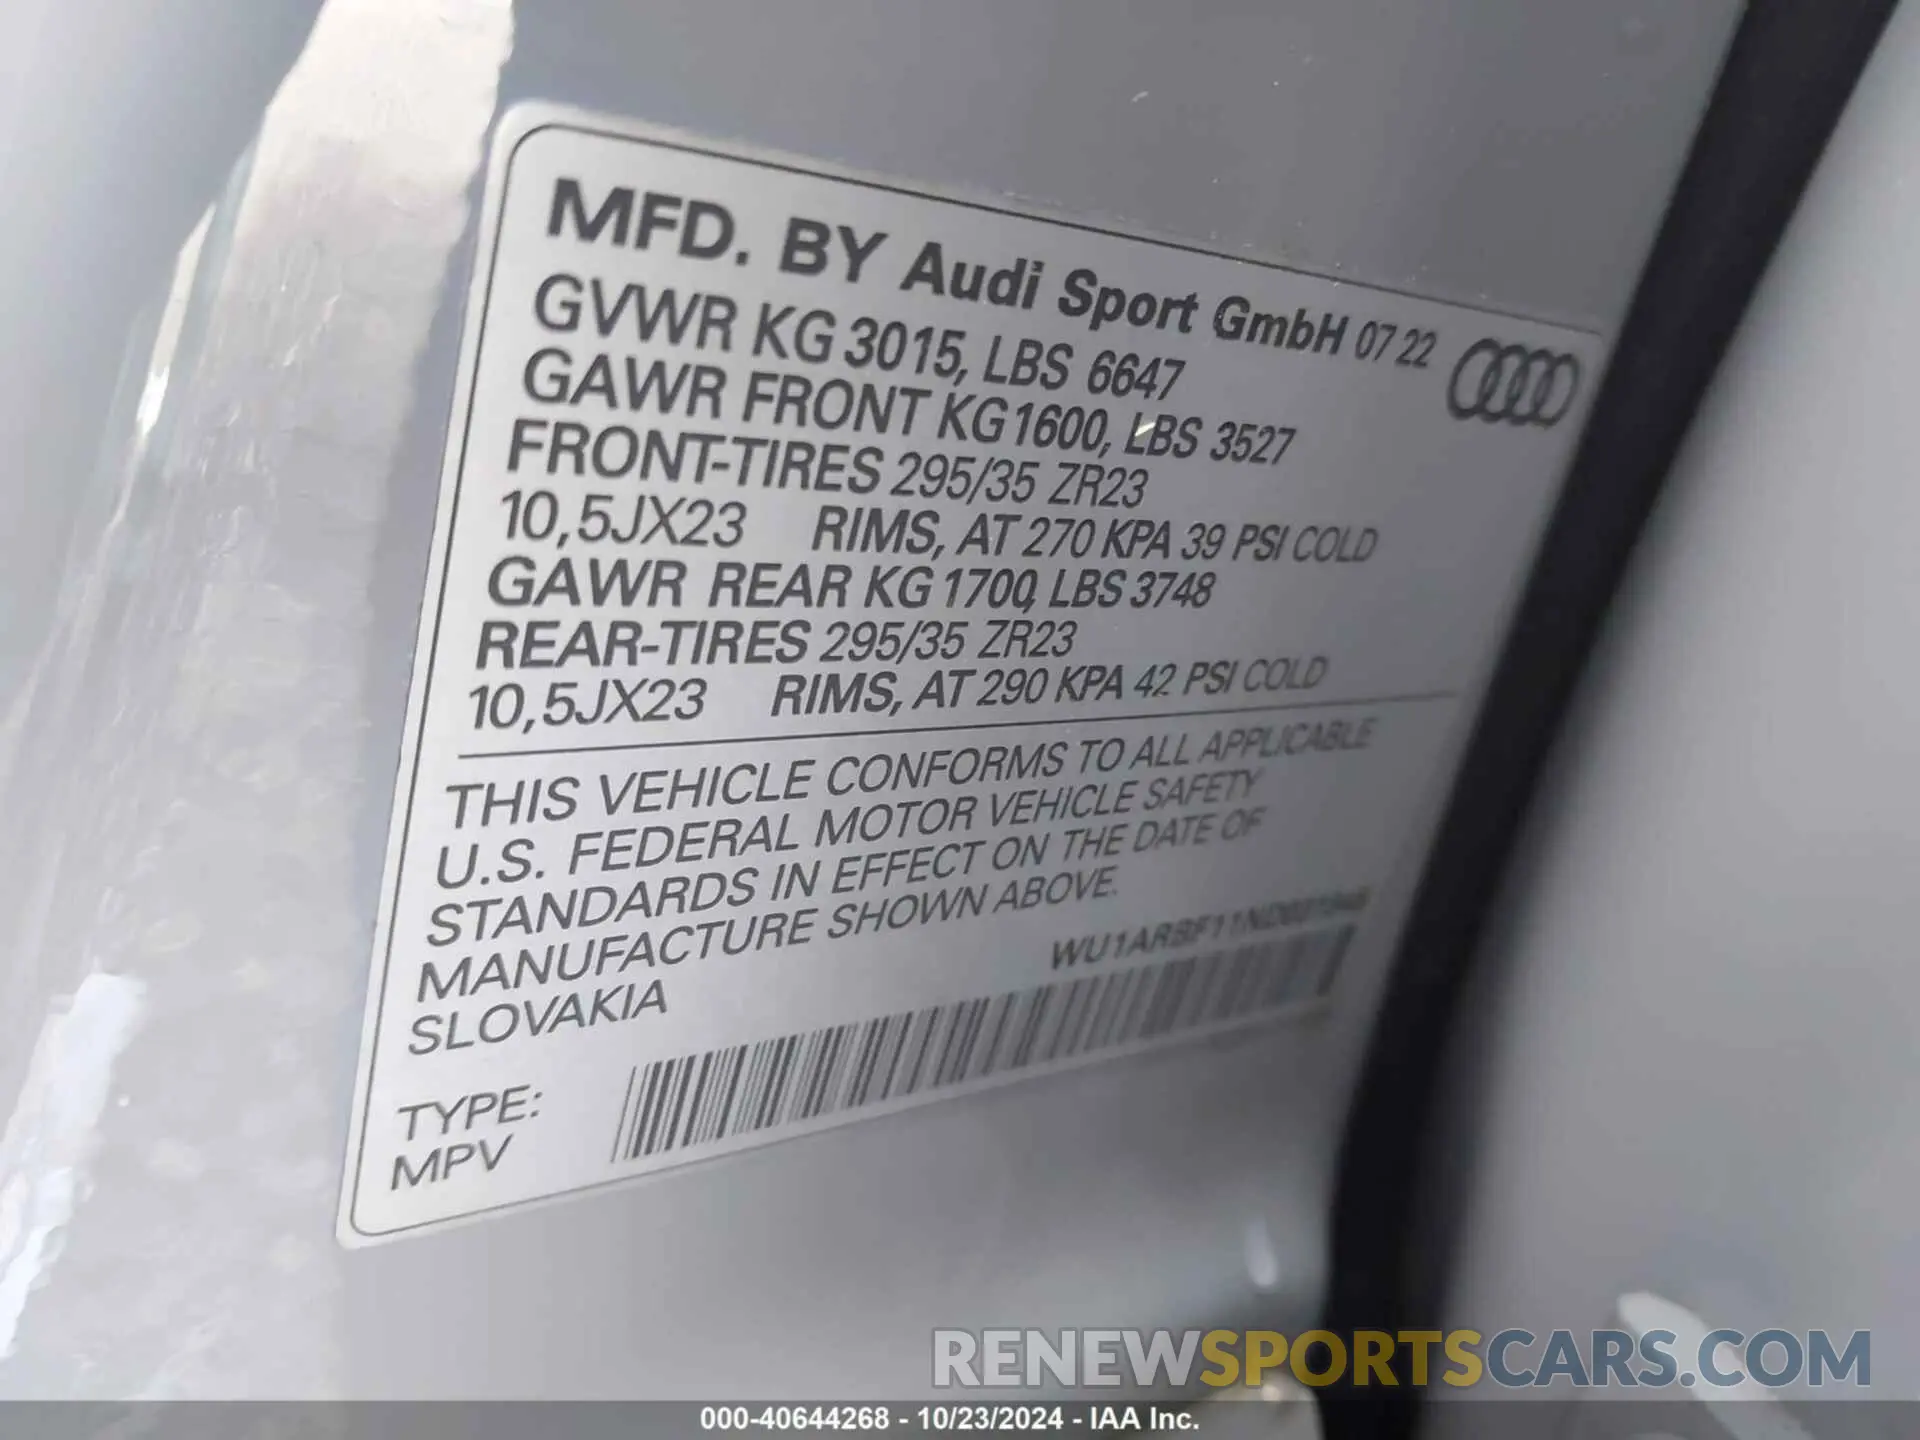 MFD. BY Audi Sport GmbH 07 22
GVWR KG 3015, LBS 6647
GAWR FRONT KG 1600, LBS 3527
FRONT-TIRES 295/35 ZR23
10,5JX23 RIMS, AT 270 KPA 39 PSI COLD
GAWR REAR KG 1700, LBS 3748
REAR-TIRES 295/35 ZR23
10,5JX23 RIMS, AT 290 KPA 42 PSI COLD
THIS VEHICLE CONFORMS TO ALL APPLICABLE
U.S. FEDERAL MOTOR VEHICLE SAFETY
STANDARDS IN EFFECT ON THE DATE OF
MANUFACTURE SHOWN ABOVE.
SLOVAKIA
TYPE:
MPV
RENEWSPORTSCARS.COM
000-40644268 - 10/23/2024 - IAA Inc.